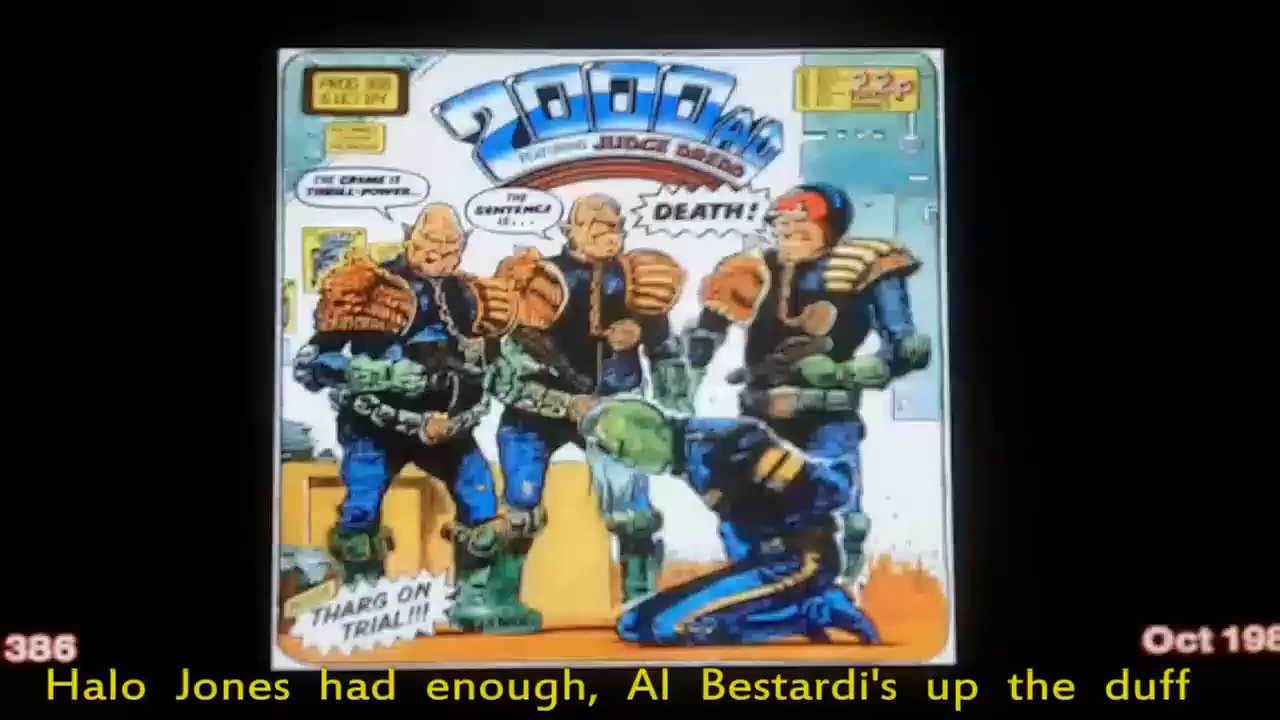 2000 AD
22p
FEATURING JUDGE DREDD
THE CRIME IS
THRILL-POWER...
THE
SENTENCE
IS...
DEATH!
THARG ON
TRIAL!!!
386
Oct 198
Halo Jones had enough, Al Bestardi's up the duff